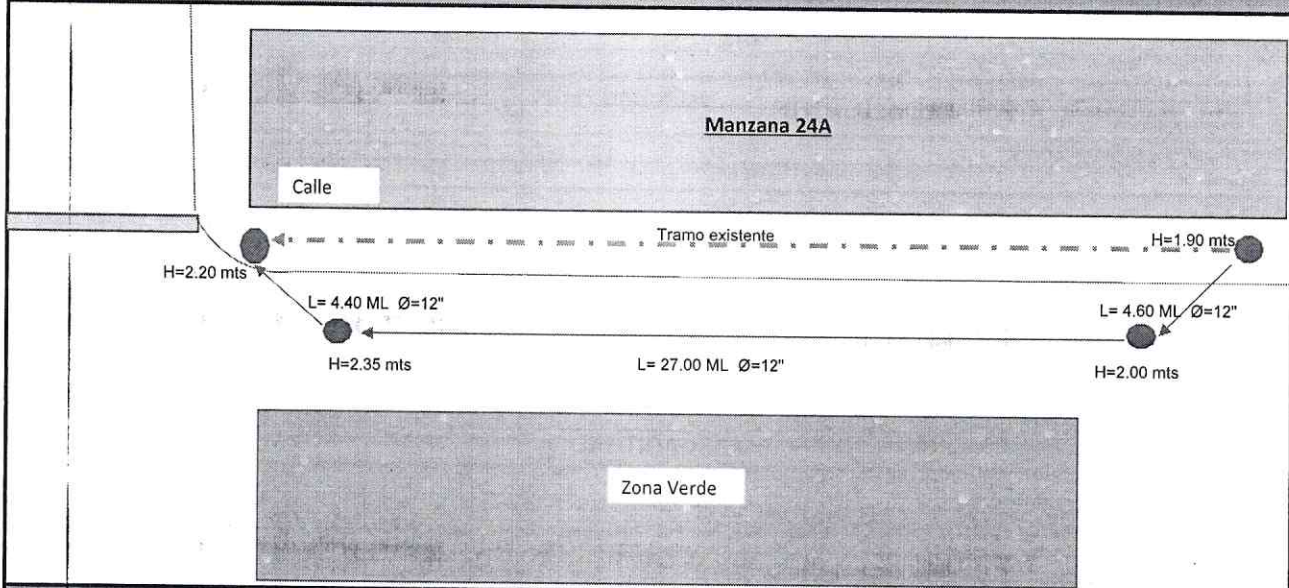 Manzana 24A
Calle
Tramo existente
H=1.90 mts
H=2.20 mts
L= 4.40 ML Ø=12"
L= 4.60 ML Ø=12"
H=2.35 mts
L= 27.00 ML Ø=12"
H=2.00 mts
Zona Verde